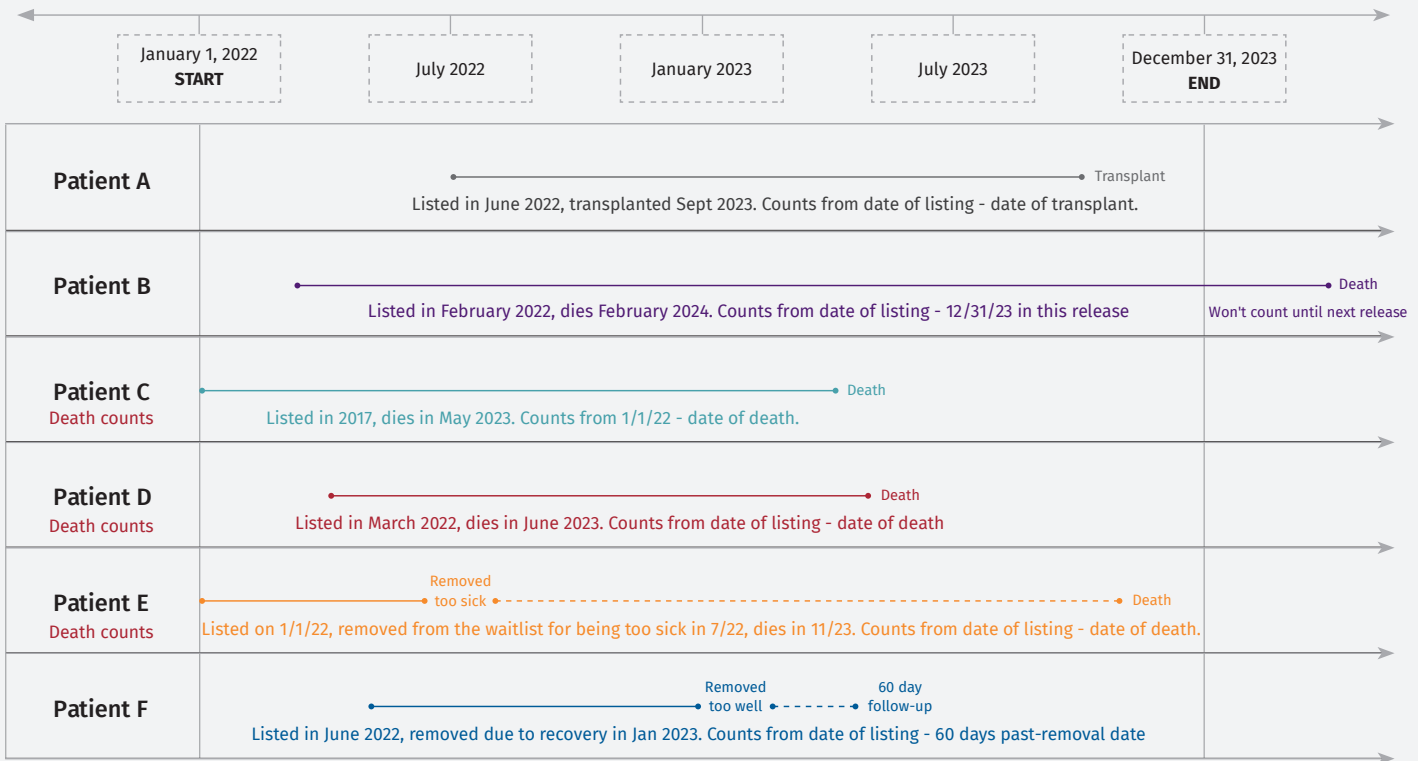 January 1, 2022
START
July 2022
January 2023
July 2023
December 31, 2023
END
Patient A
Transplant
Listed in June 2022, transplanted Sept 2023. Counts from date of listing - date of transplant.
Patient B
Death
Listed in February 2022, dies February 2024. Counts from date of listing - 12/31/23 in this release
Won't count until next release
Patient C
Death counts
Death
Listed in 2017, dies in May 2023. Counts from 1/1/22 - date of death.
Patient D
Death counts
Death
Listed in March 2022, dies in June 2023. Counts from date of listing - date of death
Patient E
Death counts
Removed
too sick
Death
Listed on 1/1/22, removed from the waitlist for being too sick in 7/22, dies in 11/23. Counts from date of listing - date of death.
Patient F
Removed
too well
60 day
follow-up
Listed in June 2022, removed due to recovery in Jan 2023. Counts from date of listing - 60 days past-removal date